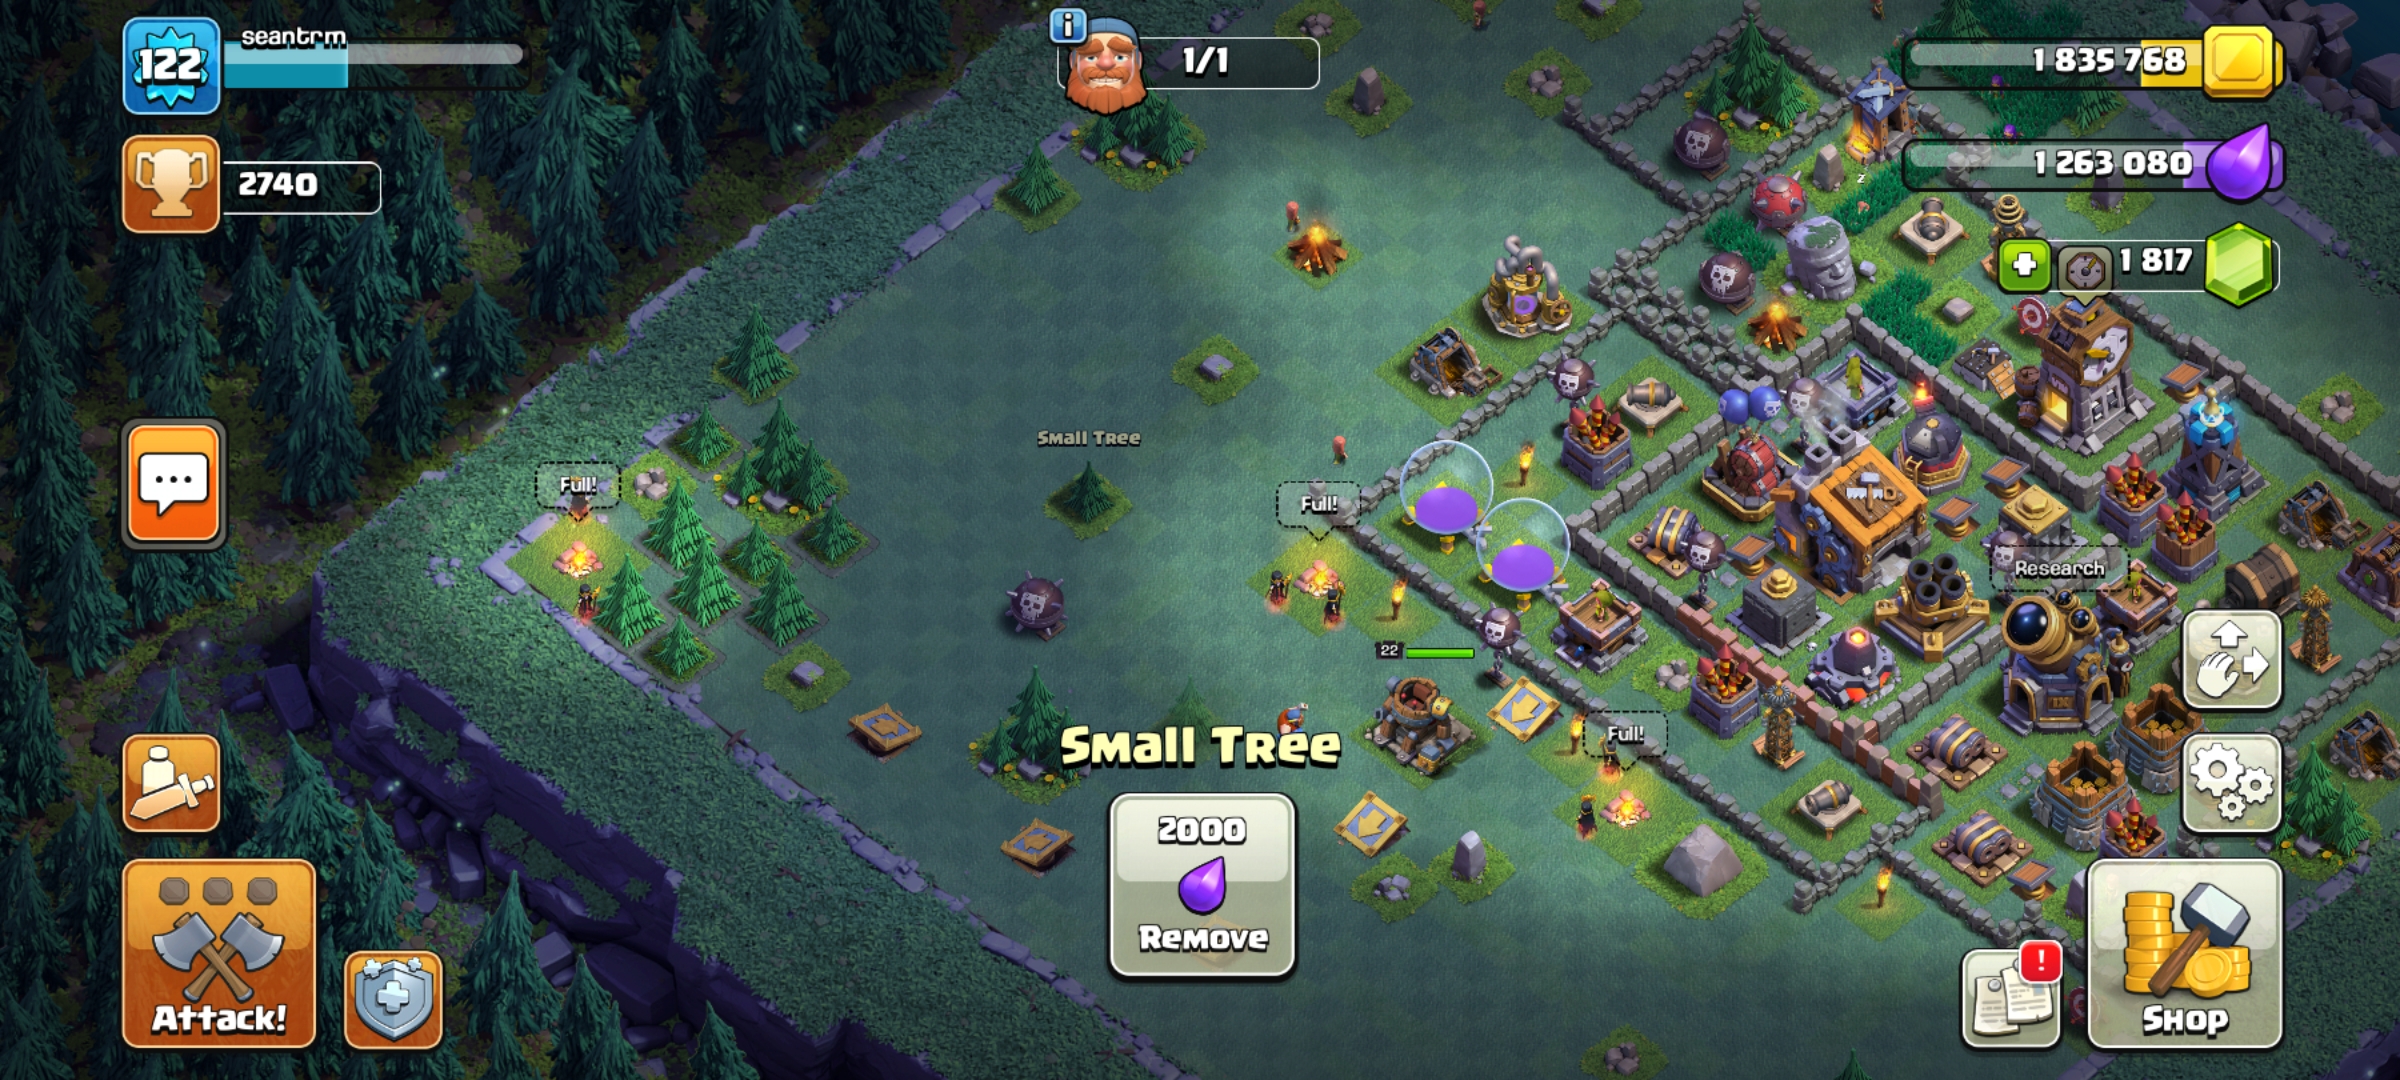 122
seantrm
i
1/1
1 835 768
2740
1 263 080
z
1 817
Small Tree
Full!
Full!
Research
22
Full!
Small Tree
2000
Remove
Attack!
!
Shop